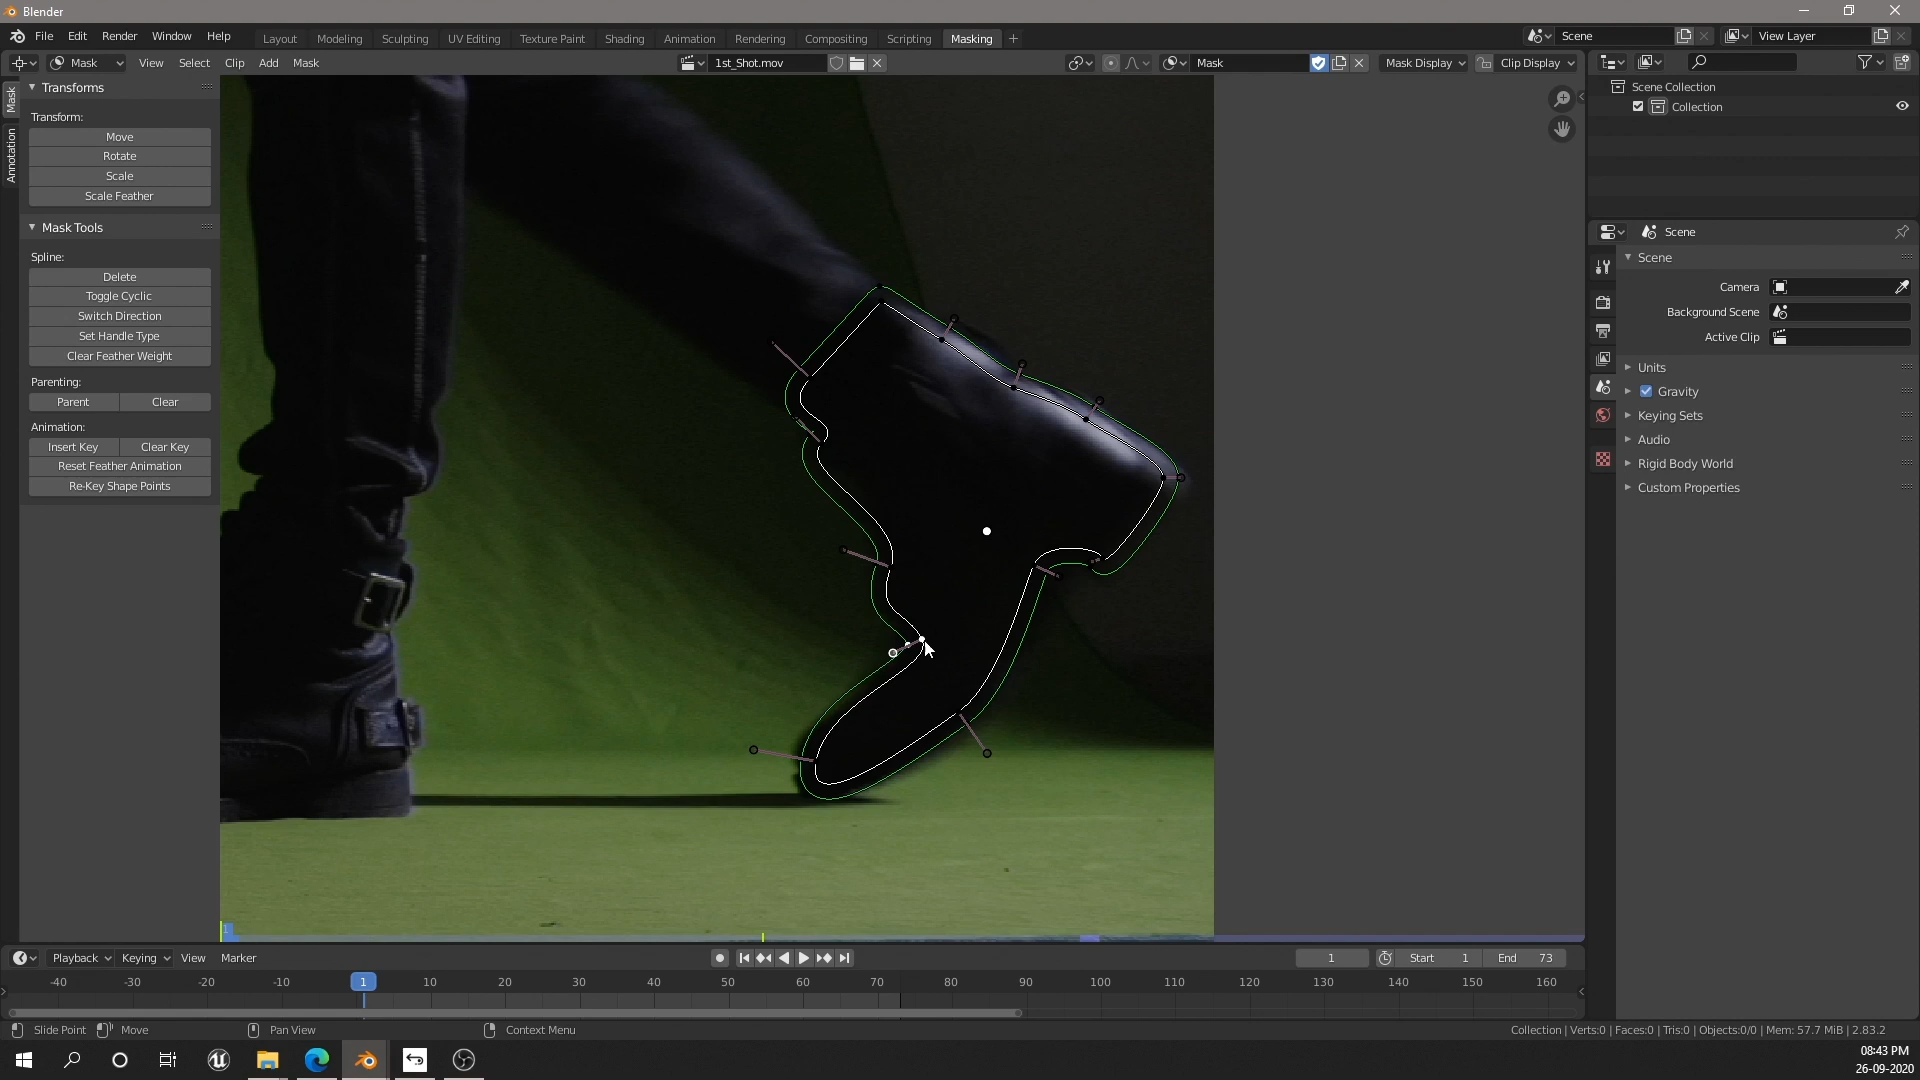 Blender
File Edit Render Window Help
Layout Modeling Sculpting UV Editing Texture Paint Shading Animation Rendering Compositing Scripting Masking
Scene View Layer
Mask View Select Clip Add Mask
1st_Shot.mov
Mask
Mask Display Clip Display
Mask
Annotation
Transforms
Transform:
Move
Rotate
Scale
Scale Feather
Mask Tools
Spline:
Delete
Toggle Cyclic
Switch Direction
Set Handle Type
Clear Feather Weight
Parenting:
Parent Clear
Animation:
Insert Key Clear Key
Reset Feather Animation
Re-Key Shape Points
Scene Collection
Collection
Scene
Scene
Camera
Background Scene
Active Clip
Units
Gravity
Keying Sets
Audio
Rigid Body World
Custom Properties
1
Playback Keying View Marker
1 Start 1 End 73
-40 -30 -20 -10 1 10 20 30 40 50 60 70 80 90 100 110 120 130 140 150 160
Slide Point Move Pan View Context Menu
Collection | Verts:0 | Faces:0 | Tris:0 | Objects:0/0 | Mem: 57.7 MiB | 2.83.2
08:43 PM
26-09-2020